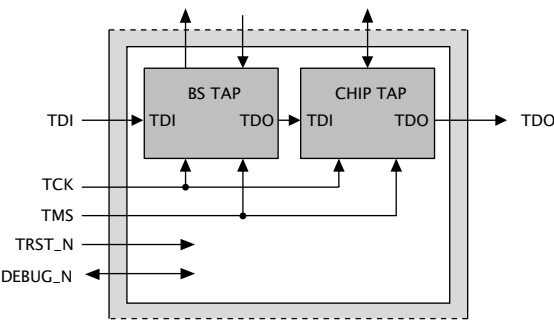 BS TAP
CHIP TAP
TDI
TDI
TDO
TDI
TDO
TDO
TCK
TMS
TRST_N
DEBUG_N